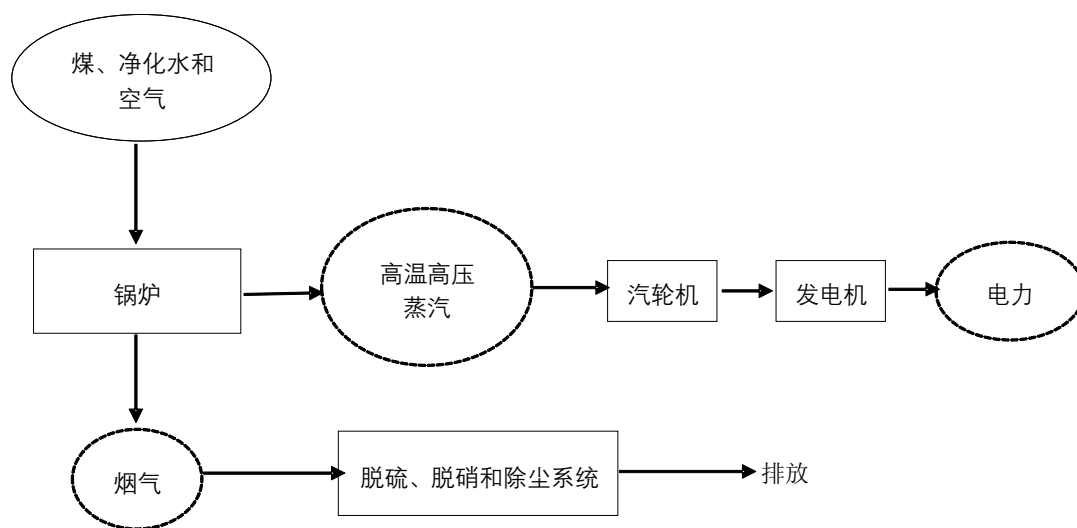 煤、净化水和
空气
锅炉
高温高压
蒸汽
汽轮机
发电机
电力
烟气
脱硫、脱硝和除尘系统
排放